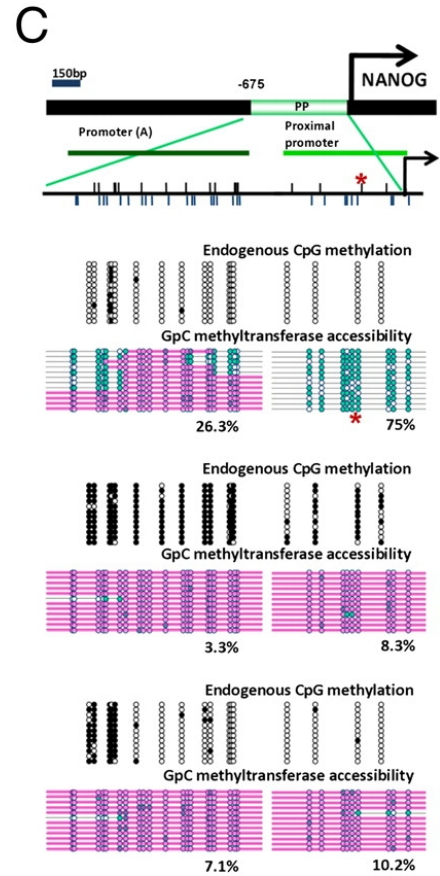 C
150bp
-675
NANOG
PP
Promoter (A)
Proximal
promoter
*
Endogenous CpG methylation
GpC methyltransferase accessibility
26.3%
*
75%
Endogenous CpG methylation
GpC methyltransferase accessibility
3.3%
8.3%
Endogenous CpG methylation
GpC methyltransferase accessibility
7.1%
10.2%